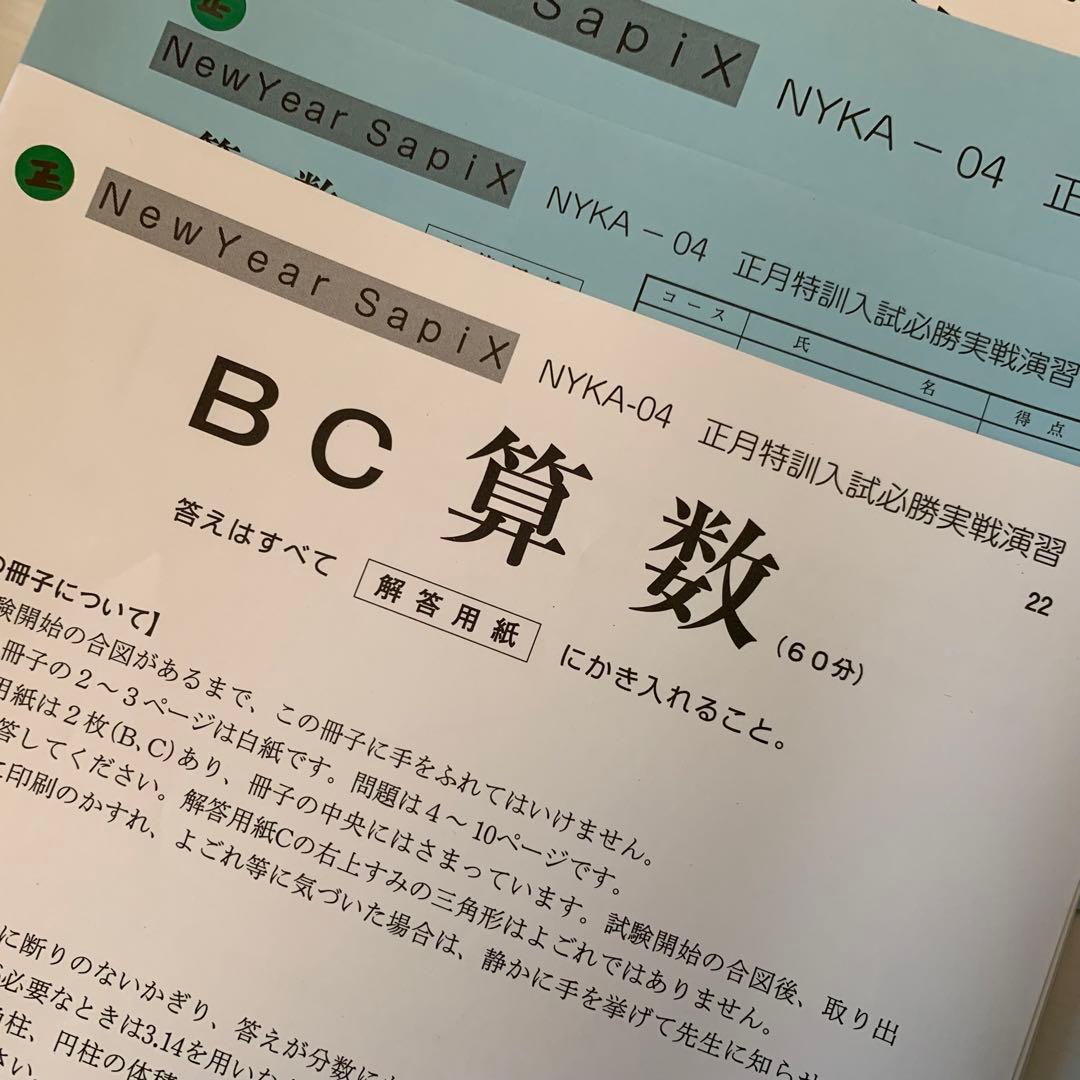 SapiX
NYKA－04 正
正
NewYear SapiX
NYKA－04 正月特訓入試必勝実戦演習
算 数
コース 氏 名 得点
正
NewYear SapiX
NYKA-04 正月特訓入試必勝実戦演習
22
BC 算 数 (60分)
答えはすべて 解答用紙 にかき入れること。
の冊子について】
験開始の合図があるまで、この冊子に手をふれてはいけません。
冊子の2～3ページは白紙です。問題は4～10ページです。
用紙は2枚(B、C)あり、冊子の中央にはさまっています。試験開始の合図後、取り出
答してください。解答用紙Cの右上すみの三角形はよごれではありません。
に印刷のかすれ、よごれ等に気づいた場合は、静かに手を挙げて先生に知らせ
に断りのないかぎり、答えが分数に
必要なときは3.14を用いな
角柱、円柱の体積
さい。